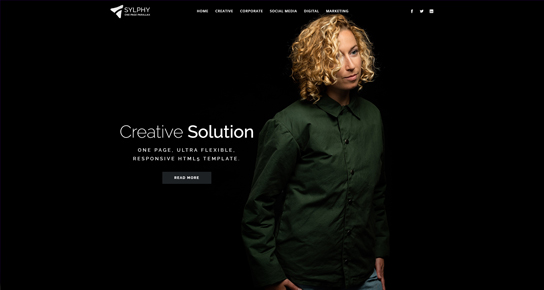 SYLPHY
ONE PAGE PARALLAX
HOME CREATIVE CORPORATE SOCIAL MEDIA DIGITAL MARKETING
Creative Solution
ONE PAGE, ULTRA FLEXIBLE,
RESPONSIVE HTML5 TEMPLATE.
READ MORE